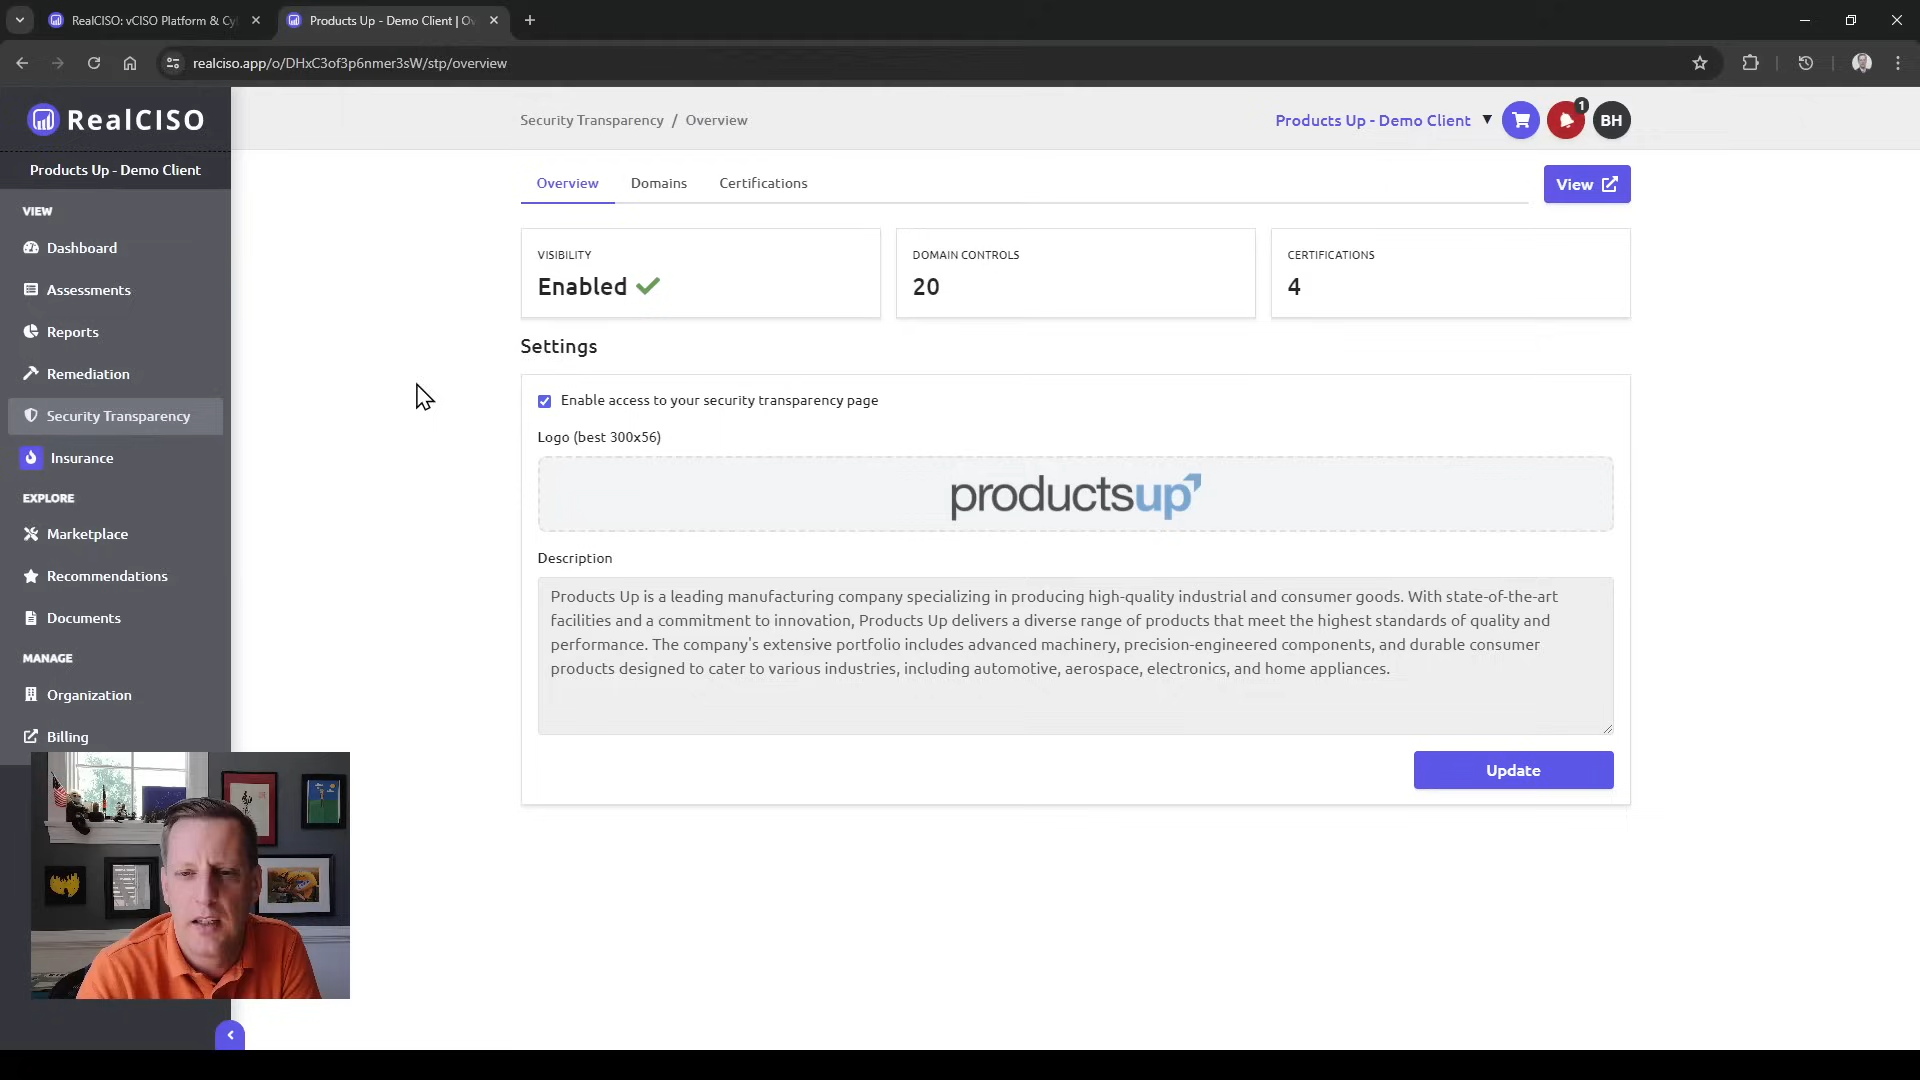 RealCISO: vCISO Platform & Cy
Products Up - Demo Client | Ov
realciso.app/o/DHxC3of3p6nmer3sW/stp/overview
RealCISO
Products Up - Demo Client
VIEW
Dashboard
Assessments
Reports
Remediation
Security Transparency
Insurance
EXPLORE
Marketplace
Recommendations
Documents
MANAGE
Organization
Billing
Security Transparency / Overview
Products Up - Demo Client
1
BH
Overview
Domains
Certifications
View
VISIBILITY
Enabled
DOMAIN CONTROLS
20
CERTIFICATIONS
4
Settings
Enable access to your security transparency page
Logo (best 300x56)
productsup
Description
Products Up is a leading manufacturing company specializing in producing high-quality industrial and consumer goods. With state-of-the-art
facilities and a commitment to innovation, Products Up delivers a diverse range of products that meet the highest standards of quality and
performance. The company's extensive portfolio includes advanced machinery, precision-engineered components, and durable consumer
products designed to cater to various industries, including automotive, aerospace, electronics, and home appliances.
Update